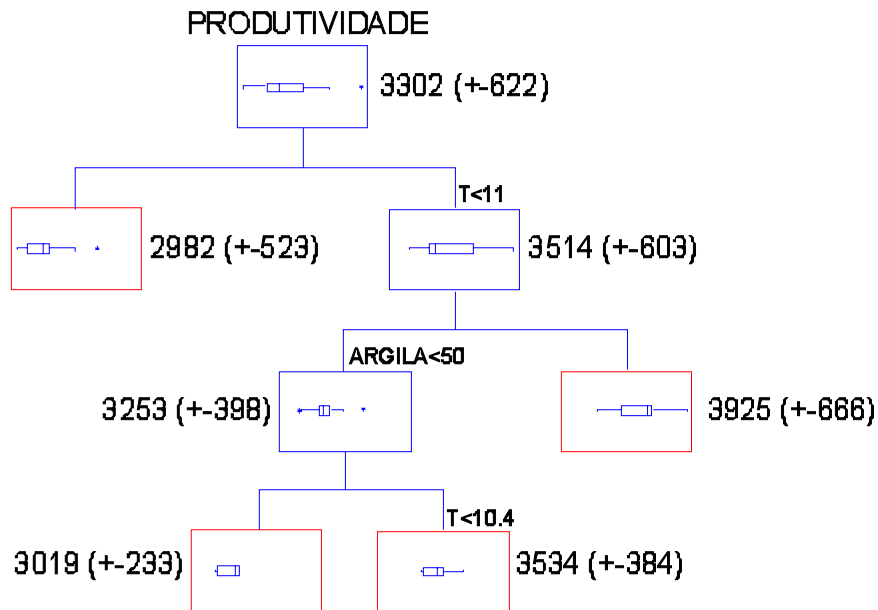 PRODUTIVIDADE
3302 (+-622)
T<11
2982 (+-523)
3514 (+-603)
ARGILA<50
3253 (+-398)
3925 (+-666)
T<10.4
3019 (+-233)
3534 (+-384)